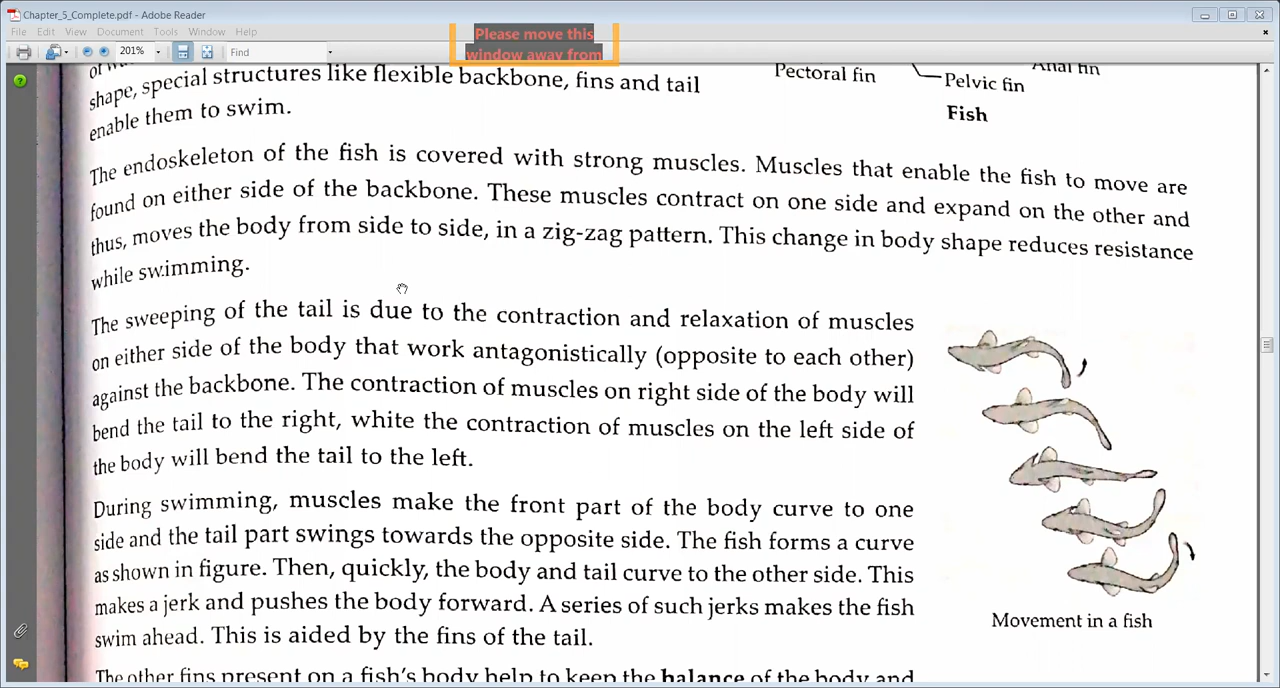 Chapter_5_Complete.pdf - Adobe Reader
File Edit View Document Tools Window Help
Please move this
window away from
201%
Find
shape, special structures like flexible backbone, fins and tail
enable them to swim.
Pectoral fin
Anal fin
Pelvic fin
Fish
The endoskeleton of the fish is covered with strong muscles. Muscles that enable the fish to move are
found on either side of the backbone. These muscles contract on one side and expand on the other and
thus, moves the body from side to side, in a zig-zag pattern. This change in body shape reduces resistance
while swimming.
The sweeping of the tail is due to the contraction and relaxation of muscles
on either side of the body that work antagonistically (opposite to each other)
against the backbone. The contraction of muscles on right side of the body will
bend the tail to the right, white the contraction of muscles on the left side of
the body will bend the tail to the left.
During swimming, muscles make the front part of the body curve to one
side and the tail part swings towards the opposite side. The fish forms a curve
as shown in figure. Then, quickly, the body and tail curve to the other side. This
makes a jerk and pushes the body forward. A series of such jerks makes the fish
swim ahead. This is aided by the fins of the tail.
Movement in a fish
The other fins present on a fish's body help to keep the balance of the body and